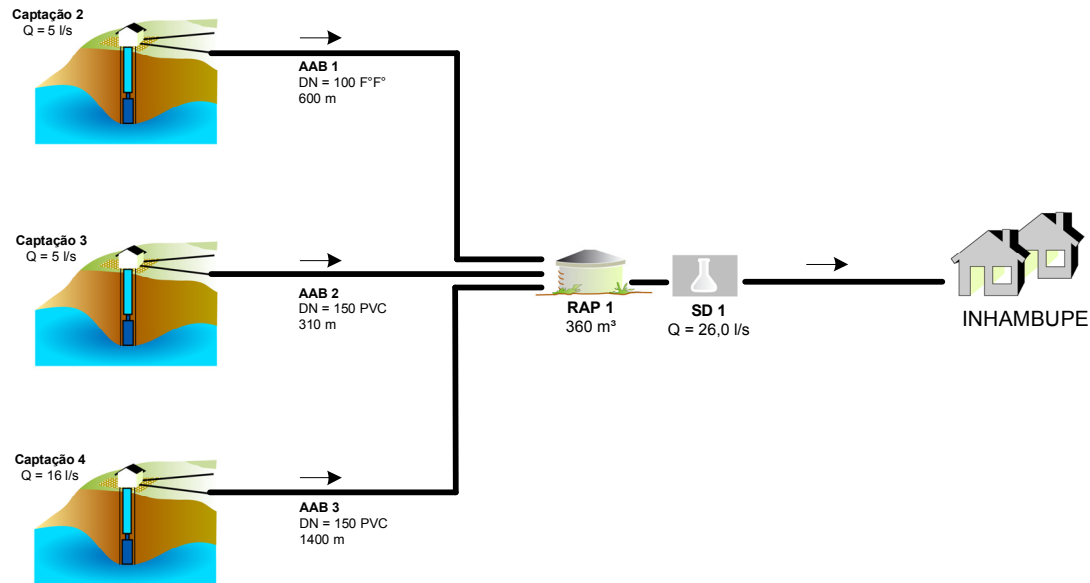 Captação 2
Q = 5 l/s
AAB 1
DN = 100 F°F°
600 m
Captação 3
Q = 5 l/s
AAB 2
DN = 150 PVC
310 m
RAP 1
360 m³
SD 1
Q = 26,0 l/s
INHAMBUPE
Captação 4
Q = 16 l/s
AAB 3
DN = 150 PVC
1400 m